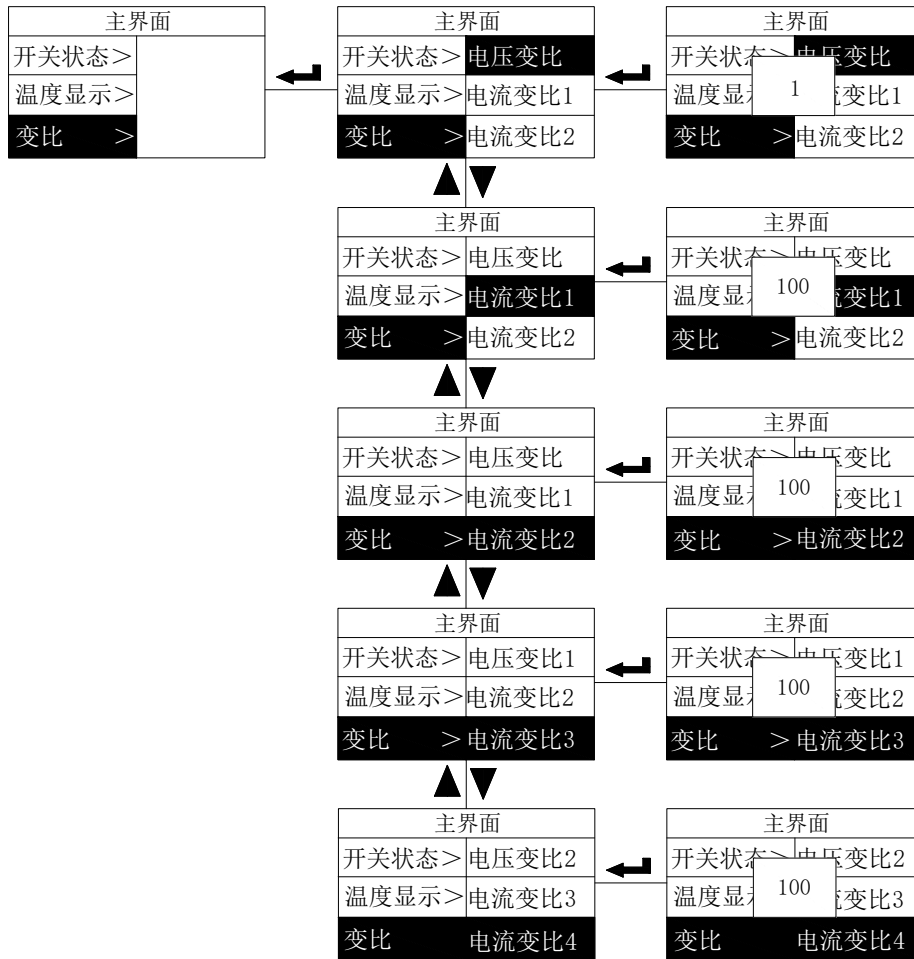 主界面
开关状态>
温度显示>
变比 >
主界面
开关状态> 电压变比
温度显示> 电流变比1
变比 > 电流变比2
主界面
开关状态> 电压变比
温度显 1 流变比1
变比 > 电流变比2
主界面
开关状态> 电压变比
温度显示> 电流变比1
变比 > 电流变比2
主界面
开关状态> 电压变比
温度显 100 流变比1
变比 > 电流变比2
主界面
开关状态> 电压变比
温度显示> 电流变比1
变比 > 电流变比2
主界面
开关状态> 电压变比
温度显 100 流变比1
变比 > 电流变比2
主界面
开关状态> 电压变比1
温度显示> 电流变比2
变比 > 电流变比3
主界面
开关状态> 电压变比1
温度显 100 流变比2
变比 > 电流变比3
主界面
开关状态> 电压变比2
温度显示> 电流变比3
变比 电流变比4
主界面
开关状态> 电压变比2
温度显 100 流变比3
变比 电流变比4